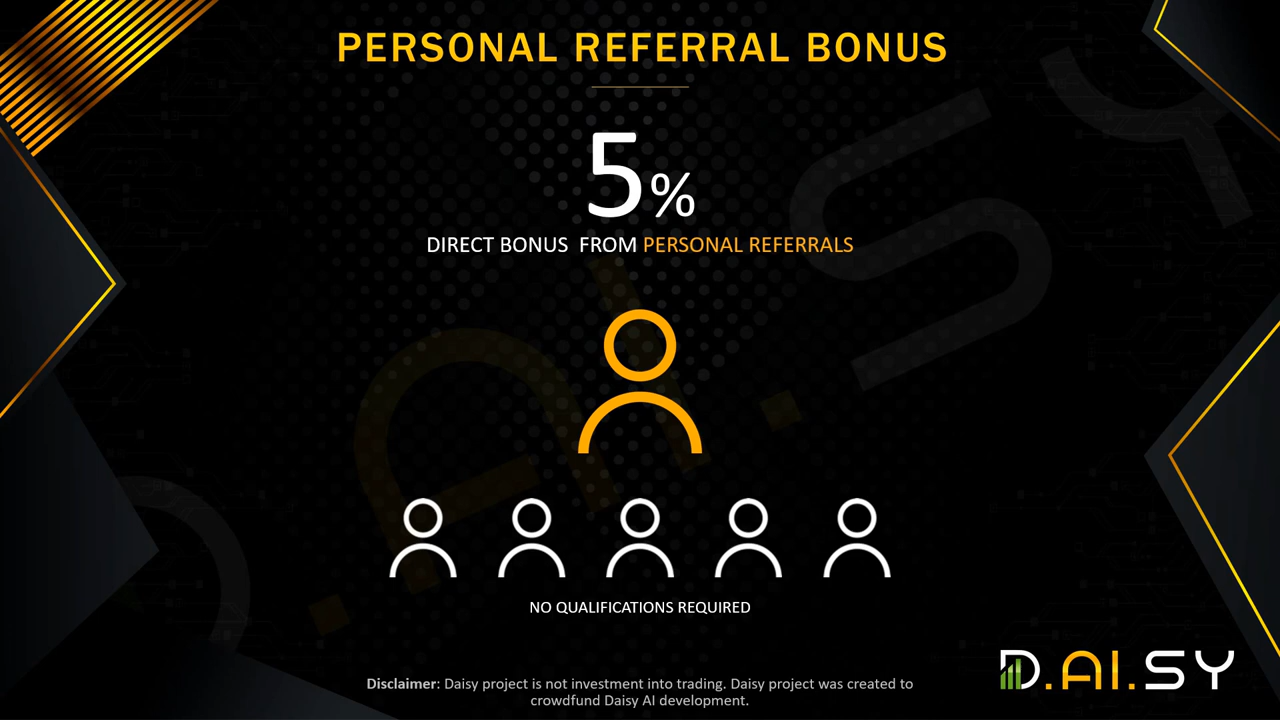 PERSONAL REFERRAL BONUS
5%
DIRECT BONUS FROM PERSONAL REFERRALS
NO QUALIFICATIONS REQUIRED
D.AI.SY
Disclaimer: Daisy project is not investment into trading. Daisy project was created to
crowdfund Daisy AI development.